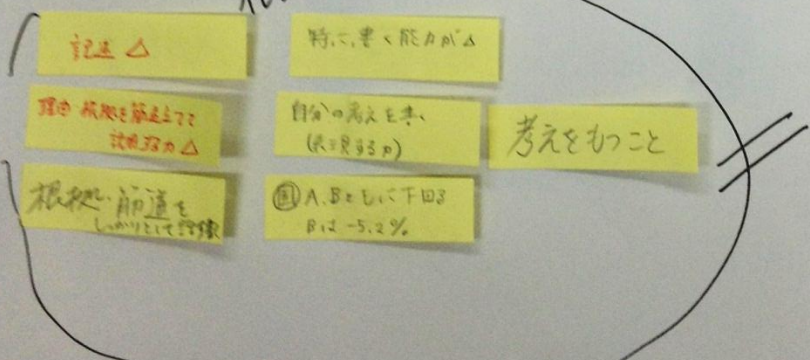 記述 △
特に、書く能力が△
理由・根拠を筋道立てて
説明する力 △
自分の考えを書く
(表現する力)
考えをもつこと
根拠・筋道を
しっかりとして
国 A、Bともに下回る
Bは -5.2%